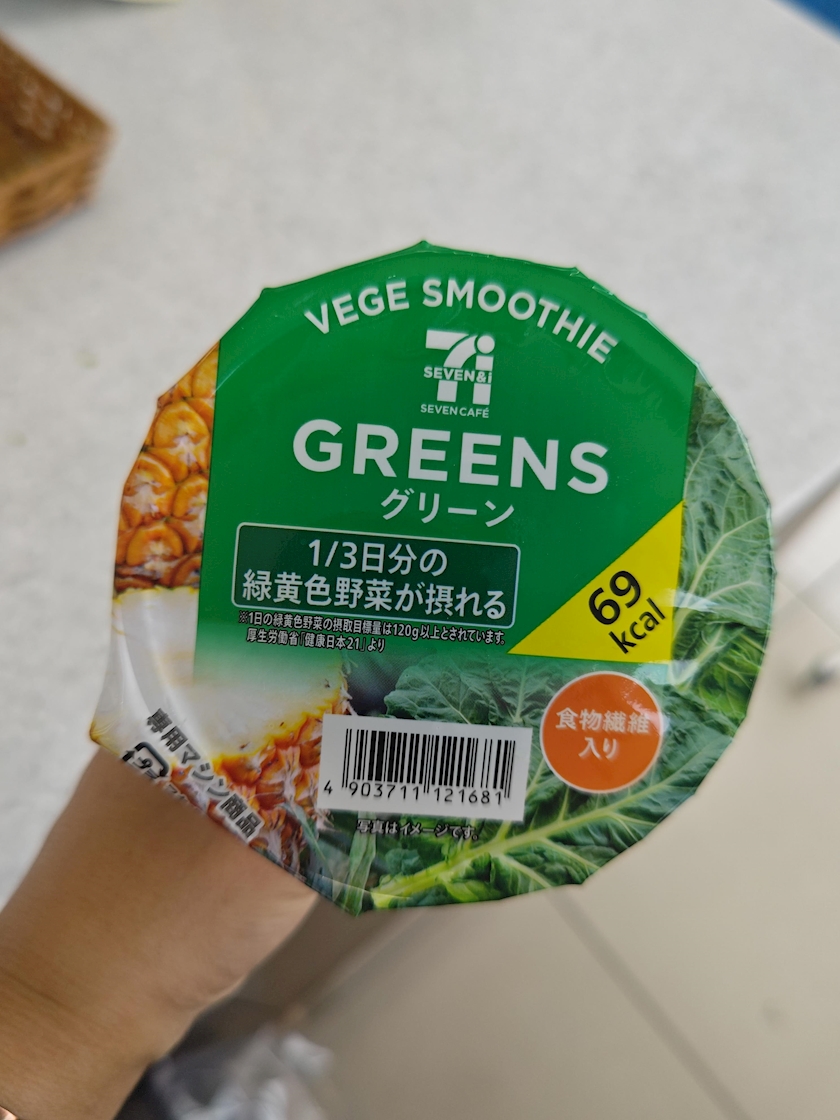 VEGE SMOOTHIE
SEVEN&i
SEVEN CAFÉ
GREENS
グリーン
1/3日分の
緑黄色野菜が摂れる
※1日の緑黄色野菜の摂取目標量は120g以上とされています。
厚生労働省「健康日本21」より
69
kcal
食物繊維
入り
専用マシン商品
4 903711 121681
写真はイメージです。